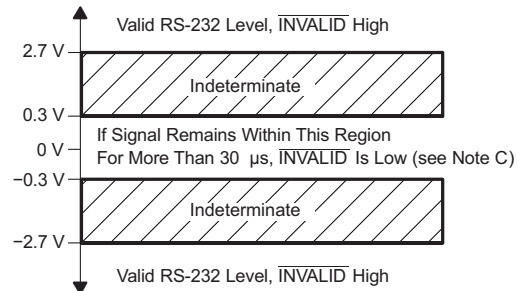 Valid RS-232 Level, INVALID High
2.7 V
Indeterminate
0.3 V
If Signal Remains Within This Region
0 V
For More Than 30 µs, INVALID Is Low (see Note C)
−0.3 V
Indeterminate
−2.7 V
Valid RS-232 Level, INVALID High